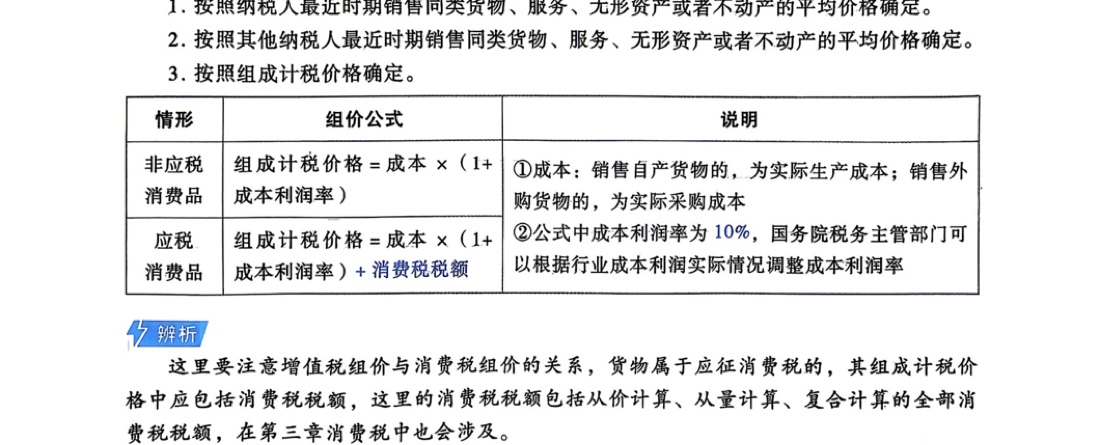 1. 按照纳税人最近时期销售同类货物、服务、无形资产或者不动产的平均价格确定。
2. 按照其他纳税人最近时期销售同类货物、服务、无形资产或者不动产的平均价格确定。
3. 按照组成计税价格确定。
情形
组价公式
说明
非应税
消费品
组成计税价格 = 成本 ×（1+
成本利润率）
①成本：销售自产货物的，为实际生产成本；销售外
购货物的，为实际采购成本
②公式中成本利润率为 10%，国务院税务主管部门可
以根据行业成本利润实际情况调整成本利润率
应税
消费品
组成计税价格 = 成本 ×（1+
成本利润率）+ 消费税税额
辨析
这里要注意增值税组价与消费税组价的关系，货物属于应征消费税的，其组成计税价
格中应包括消费税税额，这里的消费税税额包括从价计算、从量计算、复合计算的全部消
费税税额，在第三章消费税中也会涉及。